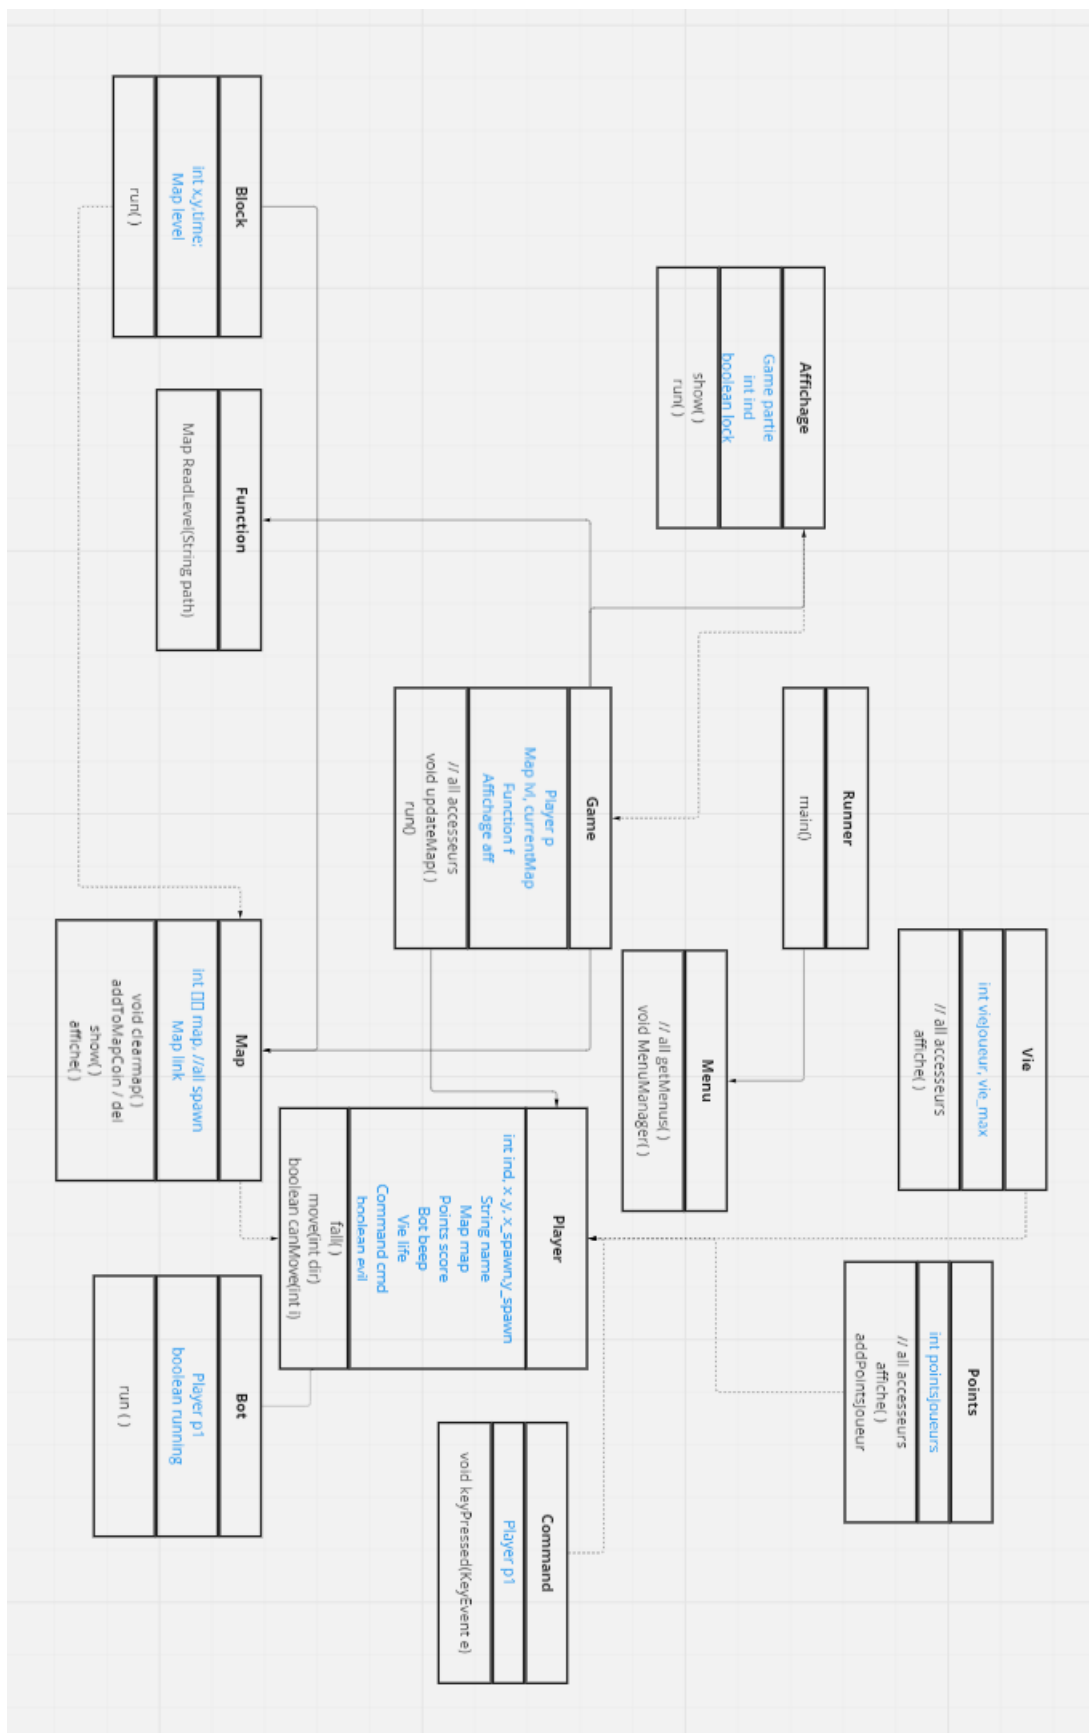 Vie
int vieJoueur, vie_max
// all accesseurs
affiche( )
Points
int pointsJoueurs
// all accesseurs
affiche( )
addPointsJoueur
Runner
main()
Affichage
Game partie
int ind
boolean lock
show( )
run( )
Menu
// all getMenus( )
void MenuManager( )
Game
Player p
Map lvl, currentMap
Function f
Affichage aff
// all accesseurs
void updateMap( )
run()
Player
int ind, x ,y, x_spawn,y_spawn
String name
Map map
Points score
Bot beep
Vie life
Command cmd
boolean evil
fall( )
move(int dir)
boolean canMove(int i)
Command
Player p1
void keyPressed(KeyEvent e)
Block
int x,y,time;
Map level
run( )
Function
Map ReadLevel(String path)
Map
int [][] map, //all spawn
Map link
void clearmap( )
addToMapCoin / del
show( )
affiche( )
Bot
Player p1
boolean running
run ( )